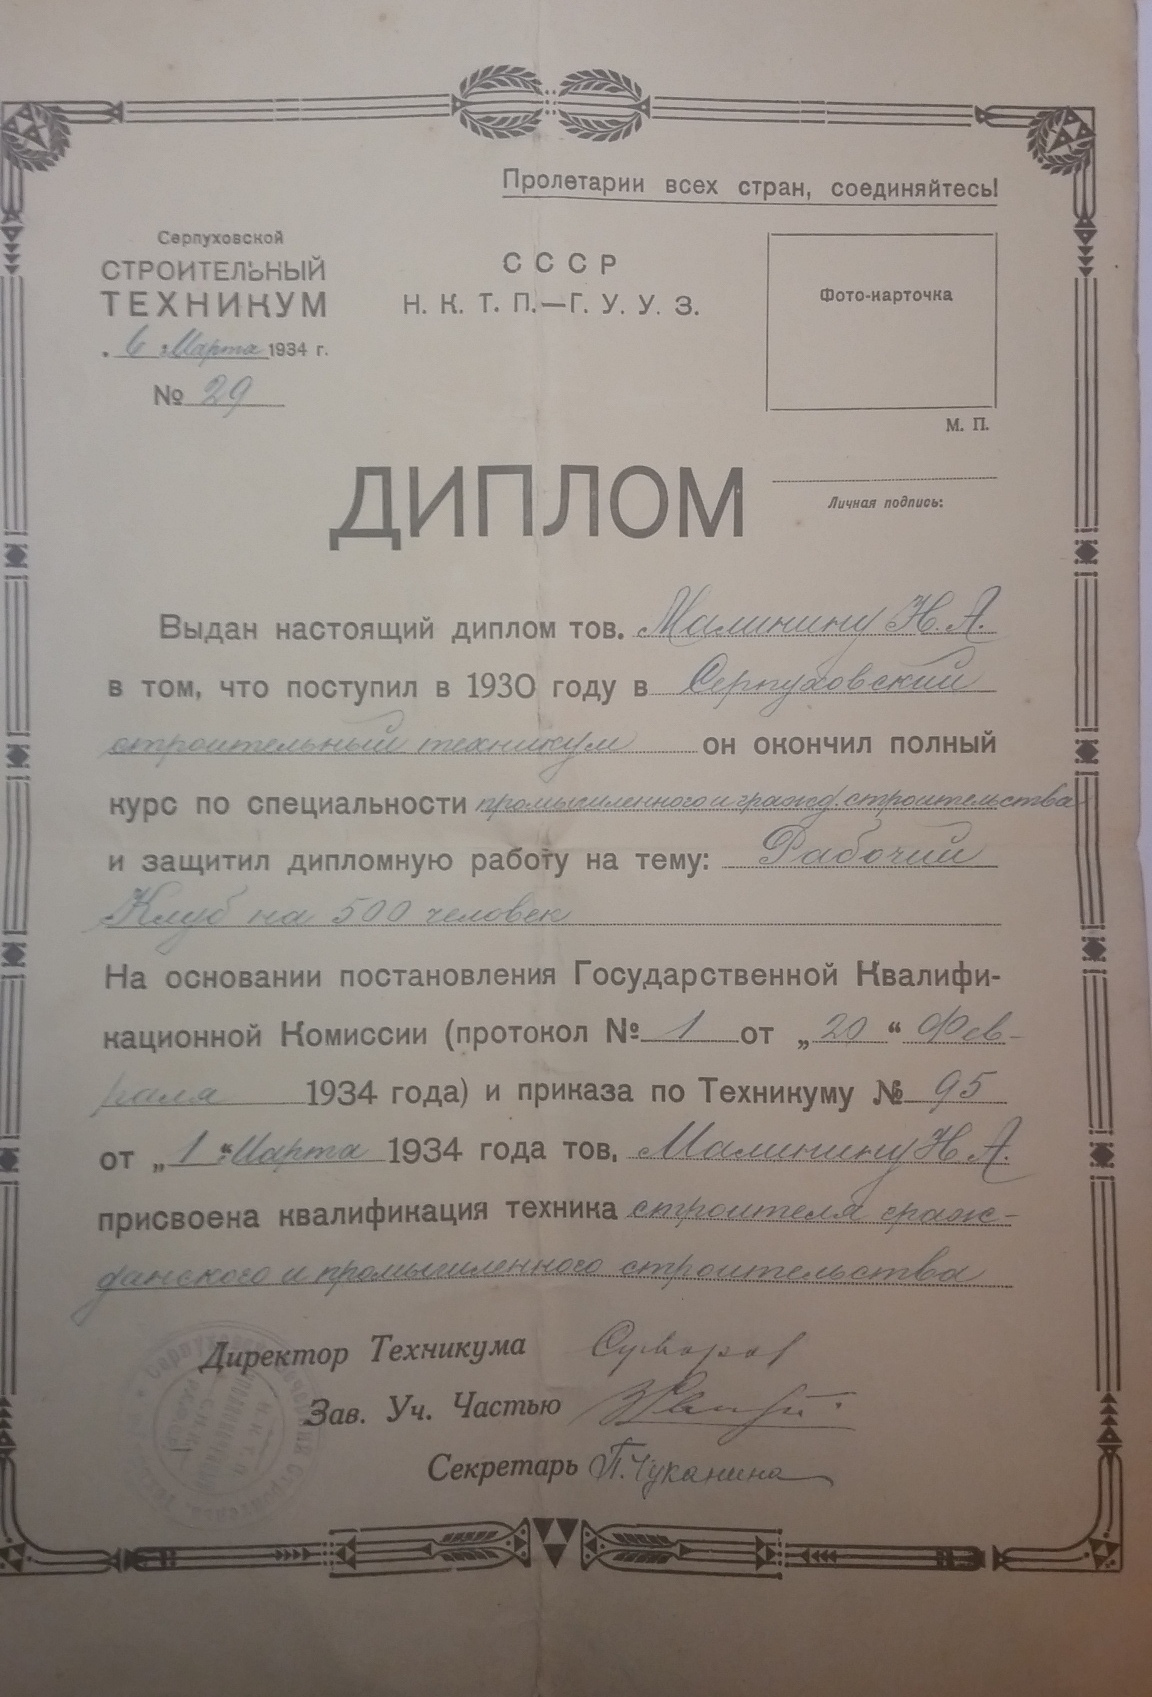 Пролетарии всех стран, соединяйтесь!
Серпуховской
СТРОИТЕЛЬНЫЙ
ТЕХНИКУМ
6 Марта 1934 г.
№ 29
СССР
Н. К. Т. П.—Г. У. У. З.
Фото-карточка
М. П.
Личная подпись:
ДИПЛОМ
Выдан настоящий диплом тов. Малинину Н. А.
в том, что поступил в 1930 году в Серпуховский
строительный техникум он окончил полный
курс по специальности промышленного и гражд. строительства
и защитил дипломную работу на тему: Рабочий
Клуб на 500 человек
На основании постановления Государственной Квалифи-
кационной Комиссии (протокол № 1 от „20“ Фев-
раля 1934 года) и приказа по Техникуму № 95
от „1“ Марта 1934 года тов. Малинину Н А.
присвоена квалификация техника строителя граж-
данского и промышленного строительства
Директор Техникума Суворов
Зав. Уч. Частью
Секретарь П. Чуканина